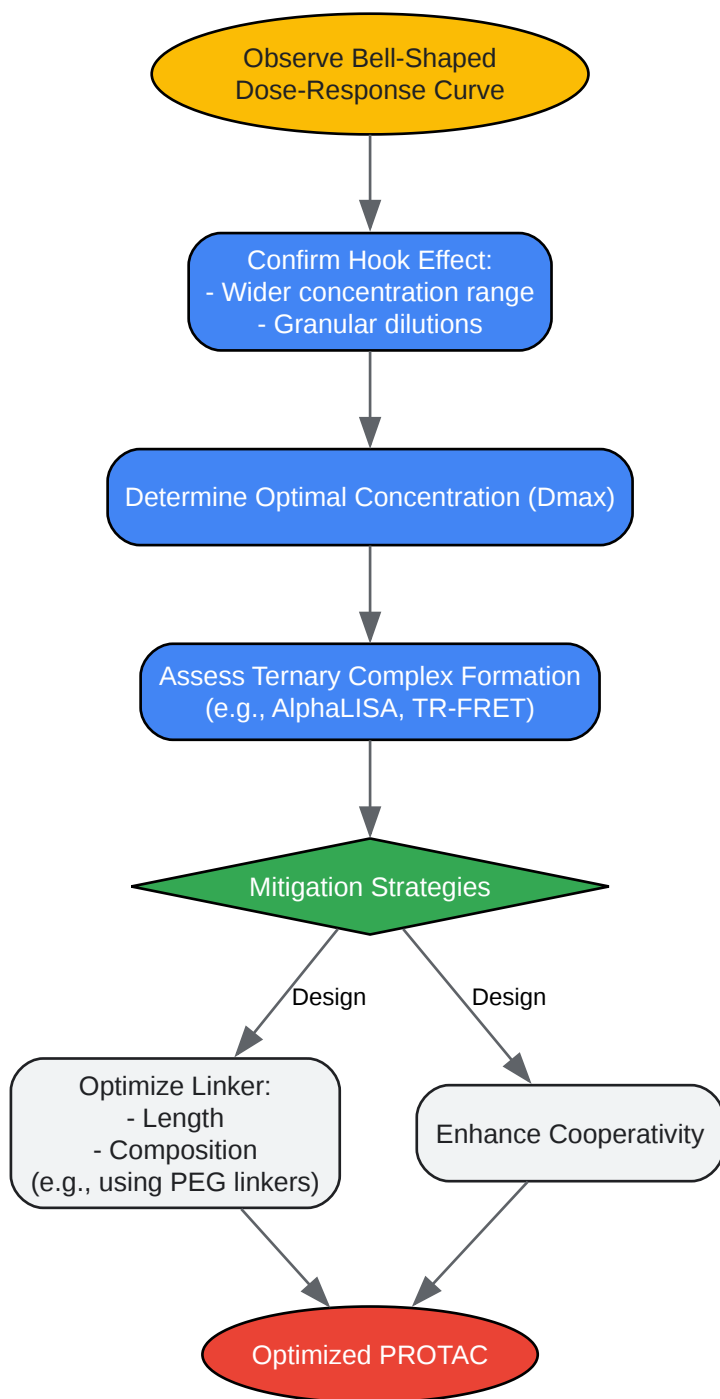 Observe Bell-Shaped
Dose-Response Curve
Confirm Hook Effect:
- Wider concentration range
- Granular dilutions
Determine Optimal Concentration (Dmax)
Assess Ternary Complex Formation
(e.g., AlphaLISA, TR-FRET)
Mitigation Strategies
Design
Design
Optimize Linker:
- Length
- Composition
(e.g., using PEG linkers)
Enhance Cooperativity
Optimized PROTAC